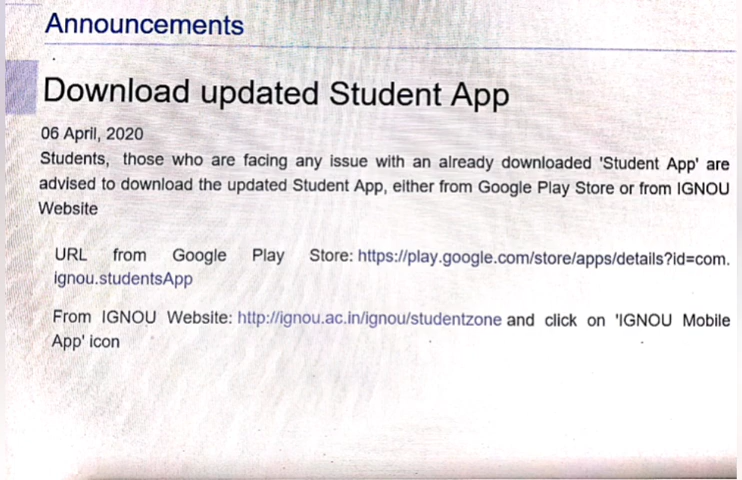 Announcements
Download updated Student App
06 April, 2020
Students, those who are facing any issue with an already downloaded 'Student App' are
advised to download the updated Student App, either from Google Play Store or from IGNOU
Website
URL from Google Play Store: https://play.google.com/store/apps/details?id=com.
ignou.studentsApp
From IGNOU Website: http://ignou.ac.in/ignou/studentzone and click on 'IGNOU Mobile
App' icon